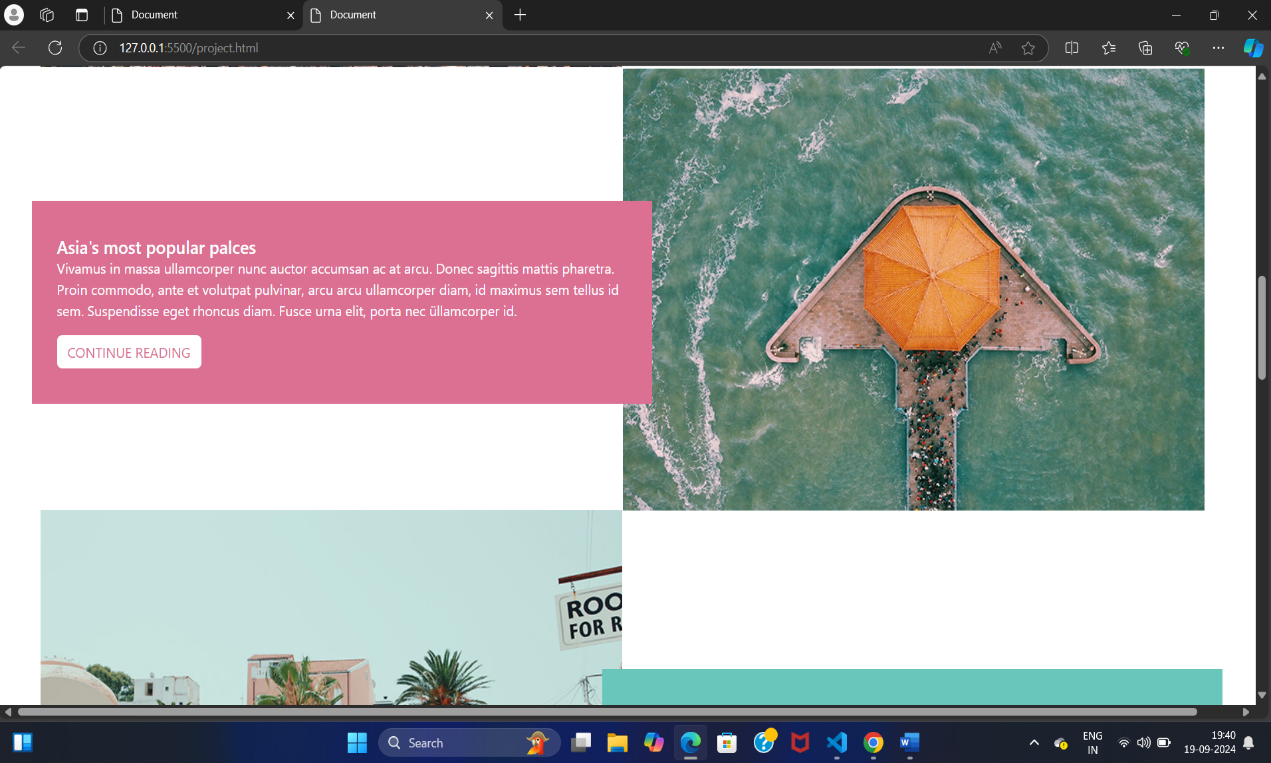 Document
Document
127.0.0.1:5500/project.html
Asia's most popular palces
Vivamus in massa ullamcorper nunc auctor accumsan ac at arcu. Donec sagittis mattis pharetra.
Proin commodo, ante et volutpat pulvinar, arcu arcu ullamcorper diam, id maximus sem tellus id
sem. Suspendisse eget rhoncus diam. Fusce urna elit, porta nec üllamcorper id.
CONTINUE READING
ROO
FOR R
Search
ENG
IN
19:40
19-09-2024